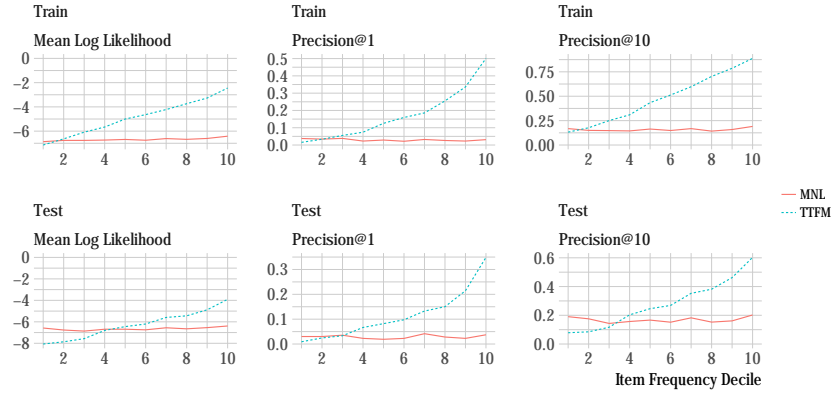 Train
Mean Log Likelihood
0
−2
−4
−6
2 4 6 8 10
Train
Precision@1
0.5
0.4
0.3
0.2
0.1
0.0
2 4 6 8 10
Train
Precision@10
0.75
0.50
0.25
0.00
2 4 6 8 10
Test
Mean Log Likelihood
0
−2
−4
−6
−8
2 4 6 8 10
Test
Precision@1
0.3
0.2
0.1
0.0
2 4 6 8 10
Test
Precision@10
0.6
0.4
0.2
0.0
2 4 6 8 10
Item Frequency Decile
MNL
TTFM